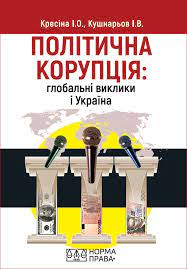 Кресіна І.О., Кушнарьов І.В.
ПОЛІТИЧНА
КОРУПЦІЯ:
глобальні виклики
і Україна
НОРМА
ПРАВА